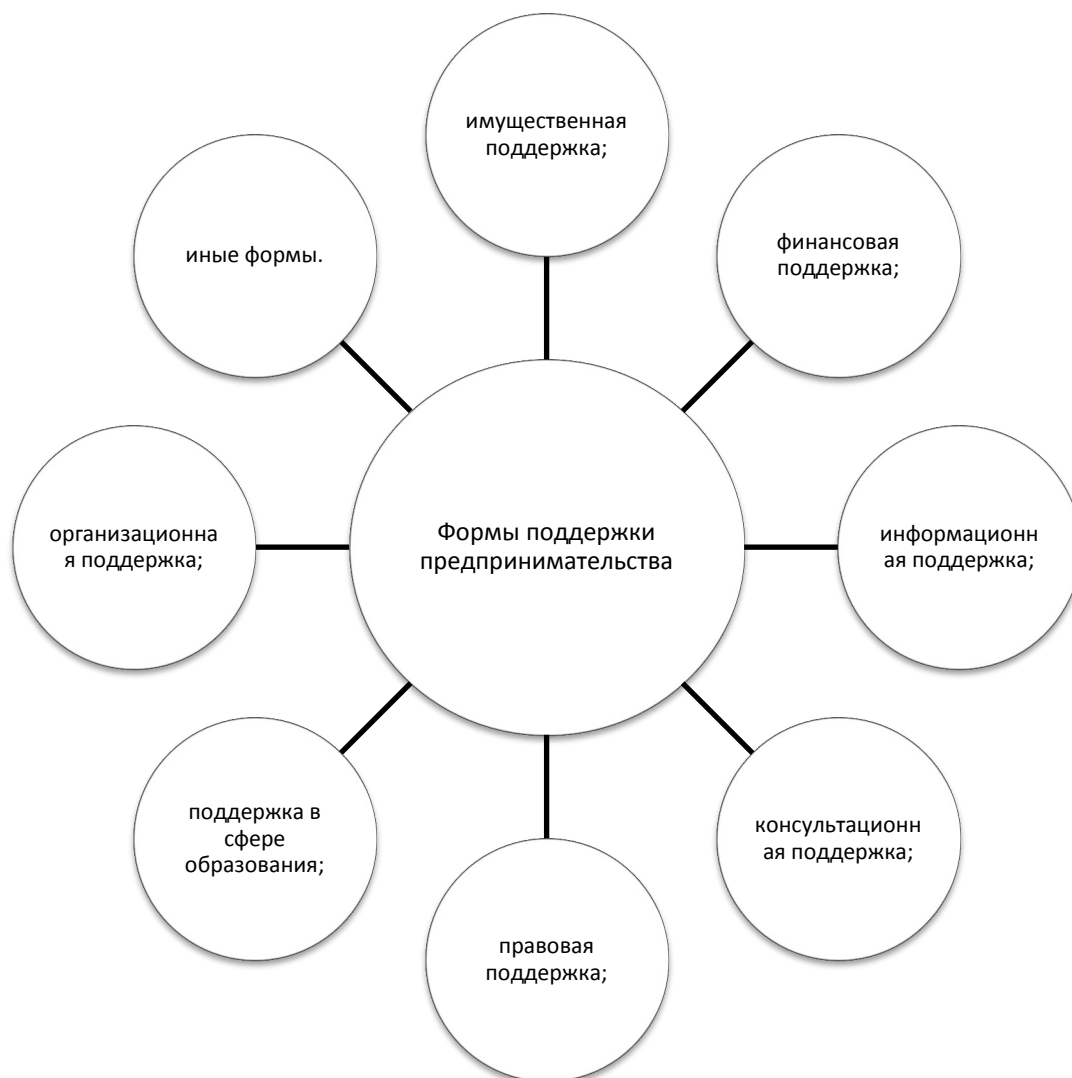 имущественная
поддержка;
финансовая
поддержка;
информационн
ая поддержка;
консультационн
ая поддержка;
правовая
поддержка;
поддержка в
сфере
образования;
организационна
я поддержка;
иные формы.
Формы поддержки
предпринимательства